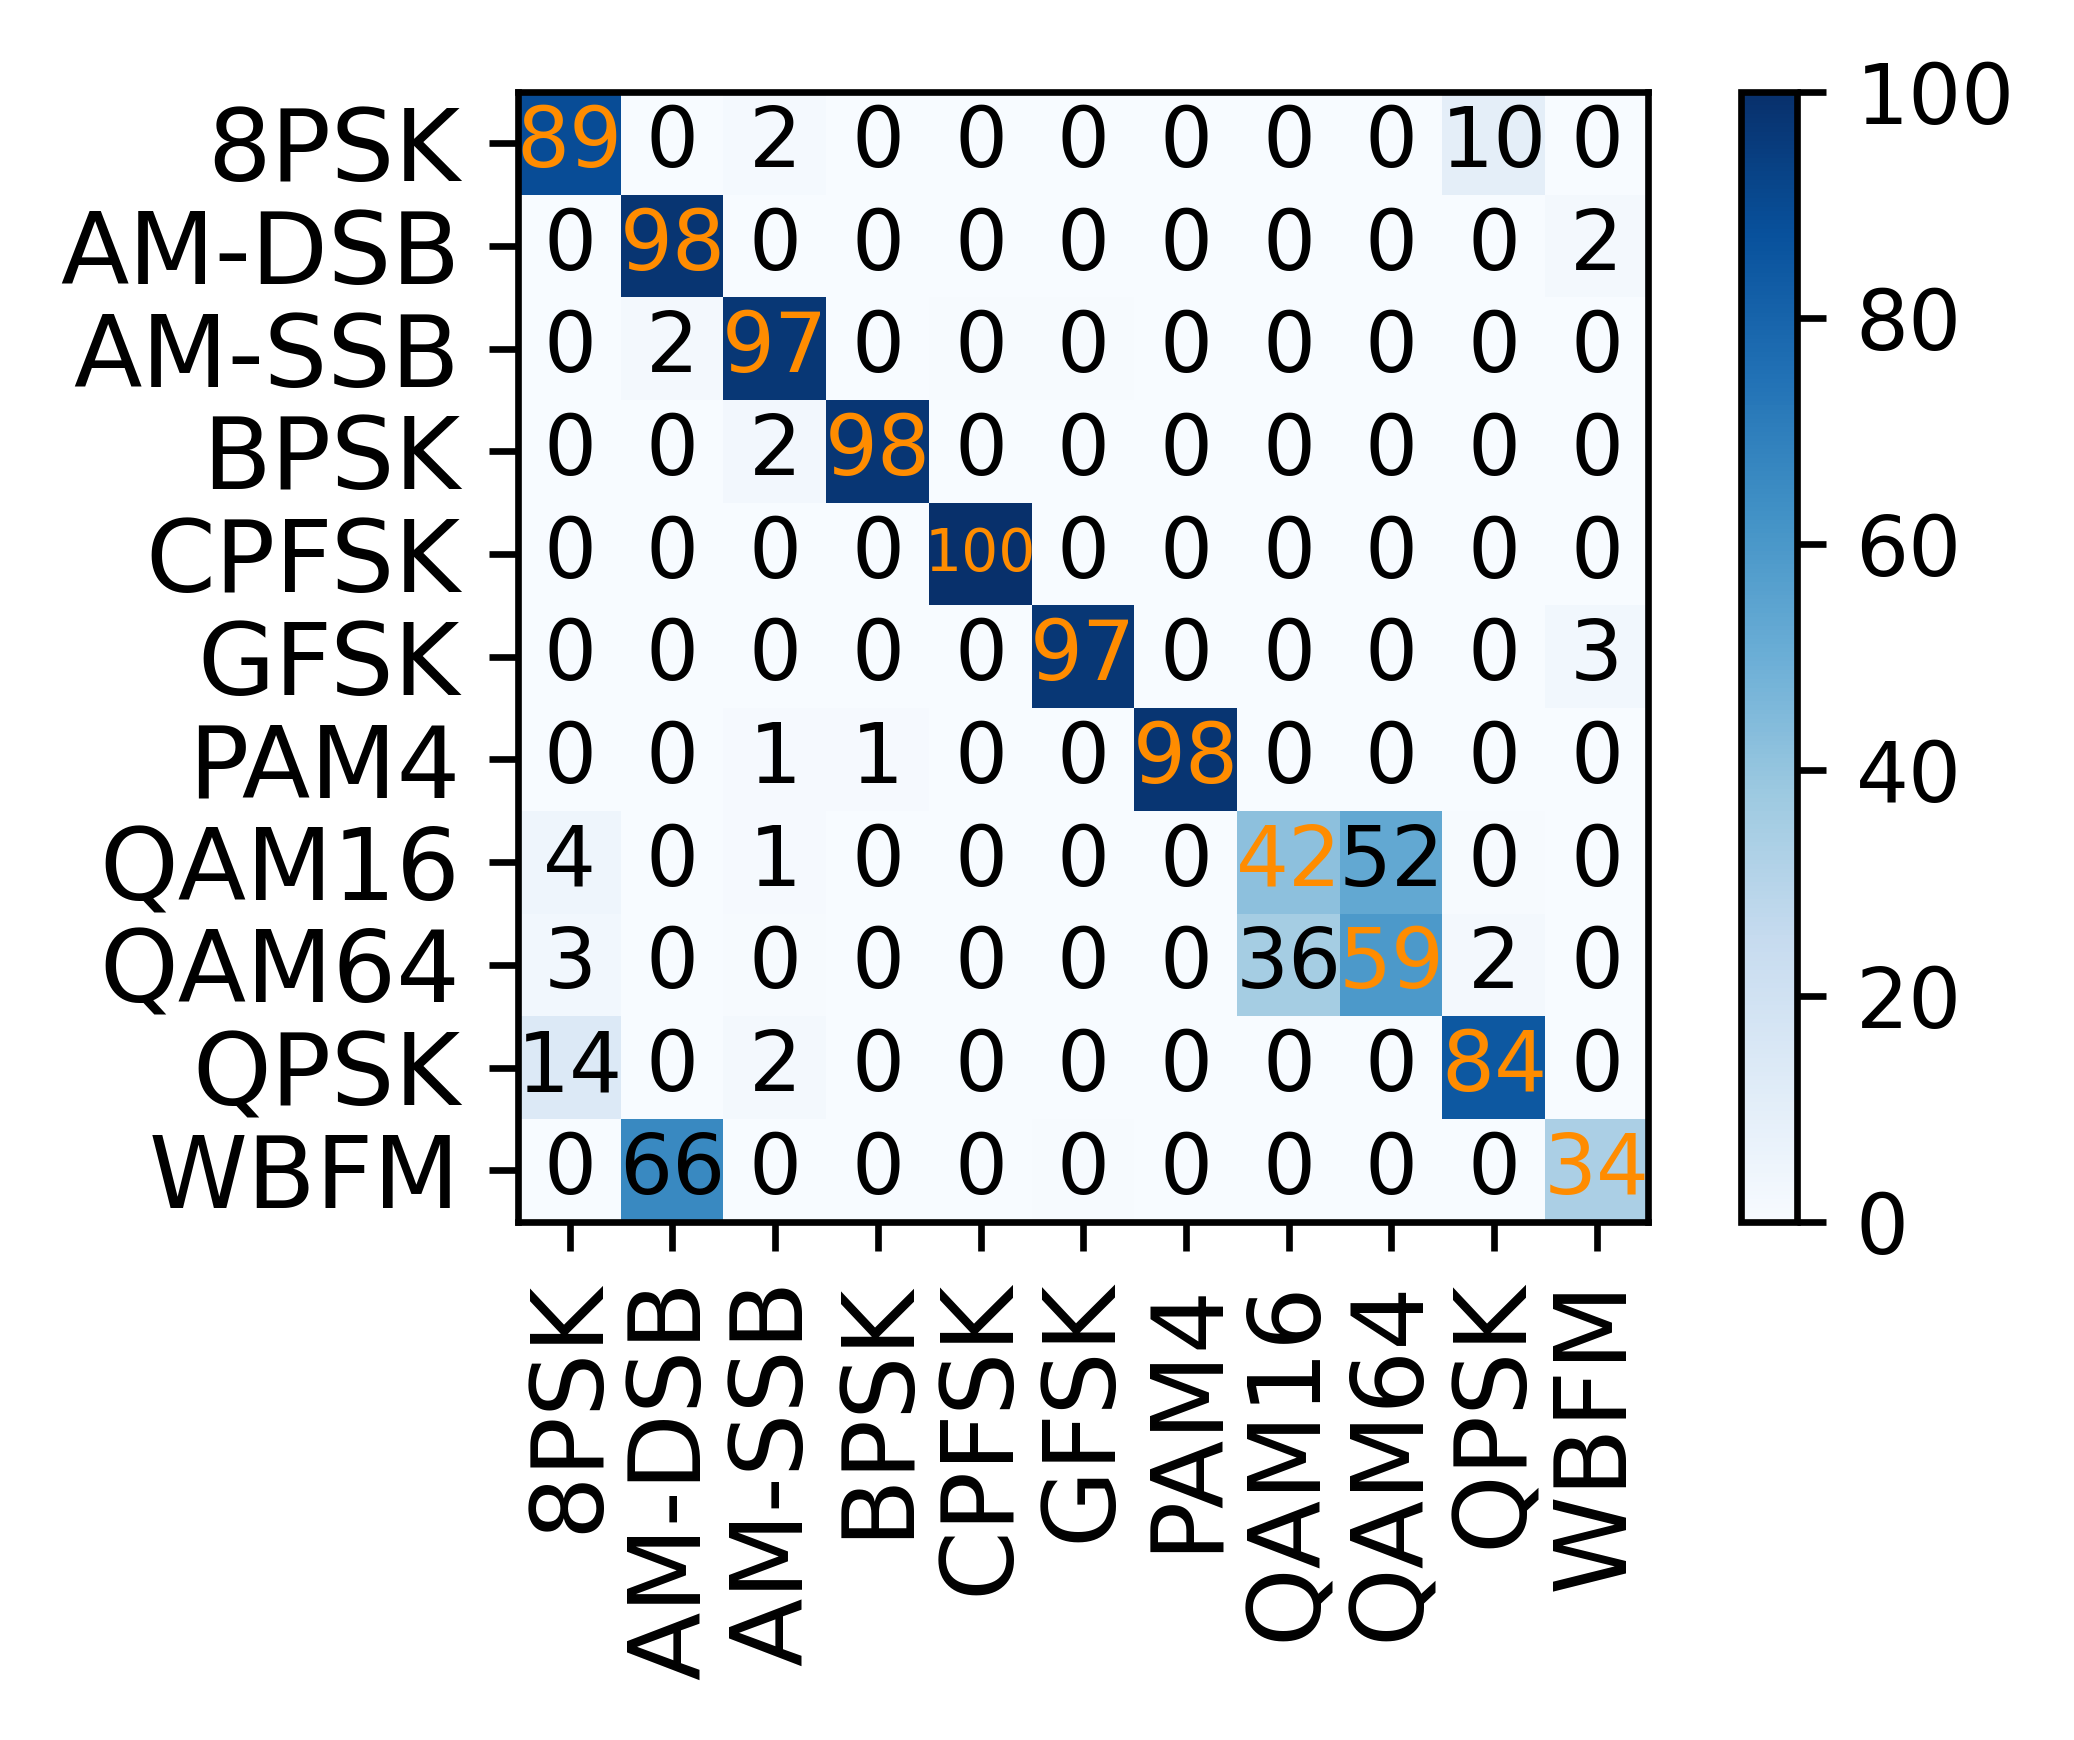 8PSK 89 0 2 0 0 0 0 0 0 10 0
AM-DSB 0 98 0 0 0 0 0 0 0 0 2
AM-SSB 0 2 97 0 0 0 0 0 0 0 0
BPSK 0 0 2 98 0 0 0 0 0 0 0
CPFSK 0 0 0 0 100 0 0 0 0 0 0
GFSK 0 0 0 0 0 97 0 0 0 0 3
PAM4 0 0 1 1 0 0 98 0 0 0 0
QAM16 4 0 1 0 0 0 0 42 52 0 0
QAM64 3 0 0 0 0 0 0 36 59 2 0
QPSK 14 0 2 0 0 0 0 0 0 84 0
WBFM 0 66 0 0 0 0 0 0 0 0 34
8PSK
AM-DSB
AM-SSB
BPSK
CPFSK
GFSK
PAM4
QAM16
QAM64
QPSK
WBFM
100
80
60
40
20
0